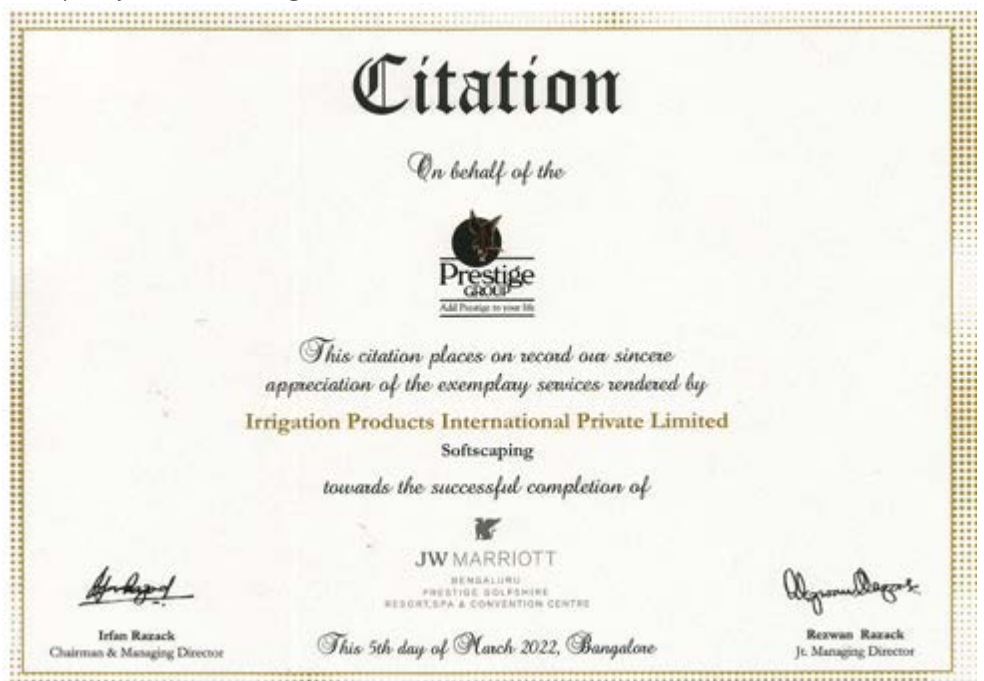 Citation
On behalf of the
Prestige
GROUP
Add Prestige to your life
This citation places on record our sincere
appreciation of the exemplary services rendered by
Irrigation Products International Private Limited
Softscaping
towards the successful completion of
JW MARRIOTT
BENGALURU
PRESTIGE GOLFSHIRE
RESORT, SPA & CONVENTION CENTRE
Irfan Razack
Chairman & Managing Director
This 5th day of March 2022, Bangalore
Rezwan Razack
Jt. Managing Director